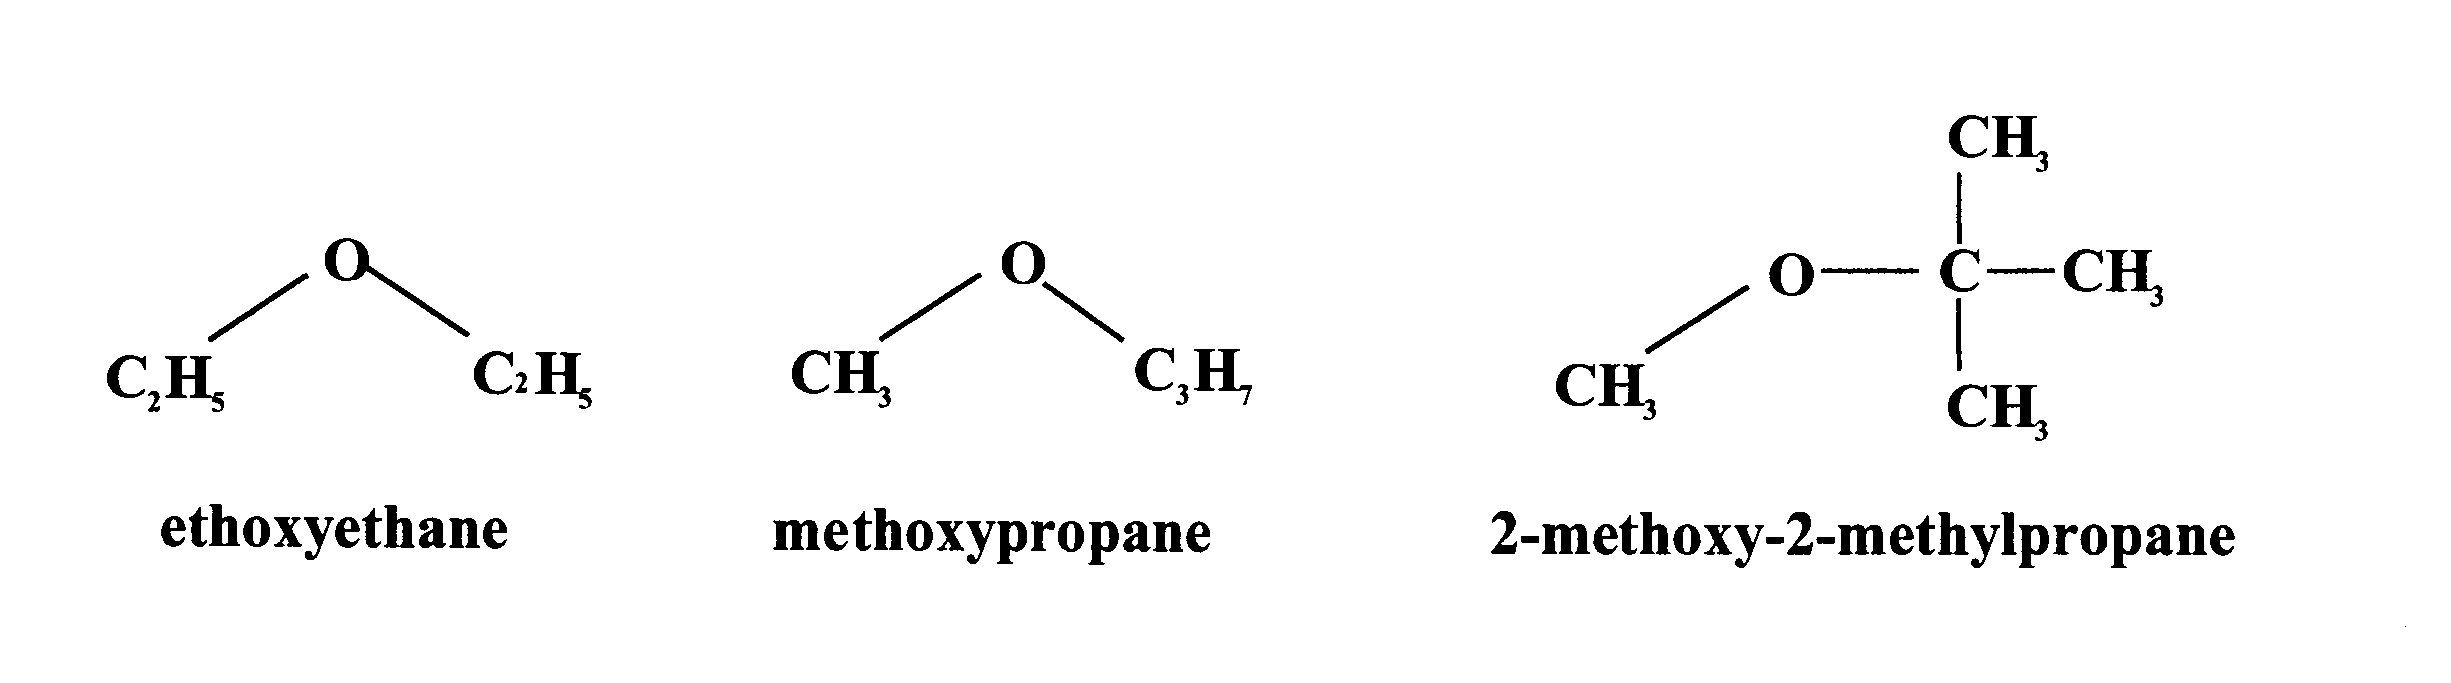 CH₃
O O O C CH₃
C₂H₅ C₂H₅ CH₃ C₃H₇ CH₃ CH₃
ethoxyethane methoxypropane 2-methoxy-2-methylpropane